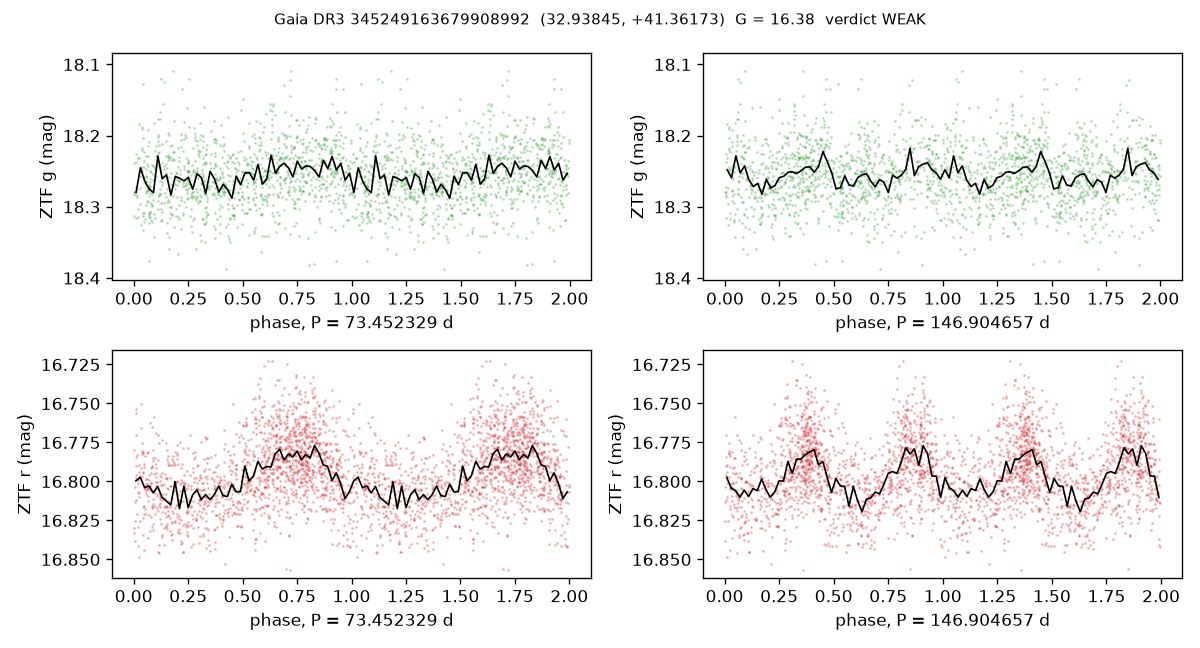 Gaia DR3 345249163679908992 (32.93845, +41.36173) G = 16.38 verdict WEAK
ZTF g (mag)
18.1
18.2
18.3
18.4
0.00 0.25 0.50 0.75 1.00 1.25 1.50 1.75 2.00
phase, P = 73.452329 d
ZTF g (mag)
18.1
18.2
18.3
18.4
0.00 0.25 0.50 0.75 1.00 1.25 1.50 1.75 2.00
phase, P = 146.904657 d
ZTF r (mag)
16.725
16.750
16.775
16.800
16.825
16.850
0.00 0.25 0.50 0.75 1.00 1.25 1.50 1.75 2.00
phase, P = 73.452329 d
ZTF r (mag)
16.725
16.750
16.775
16.800
16.825
16.850
0.00 0.25 0.50 0.75 1.00 1.25 1.50 1.75 2.00
phase, P = 146.904657 d